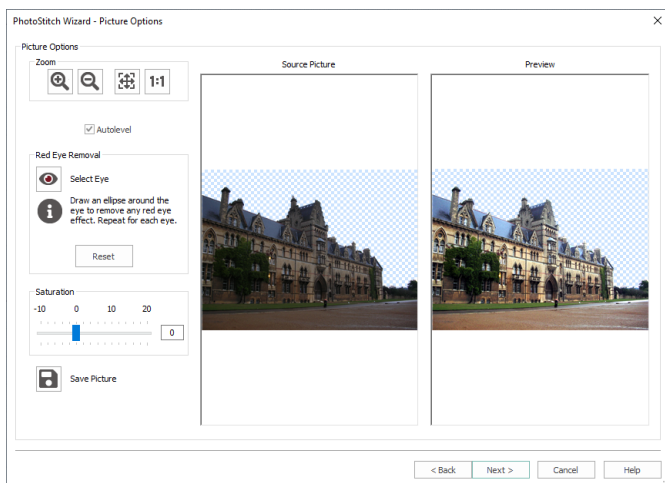 PhotoStitch Wizard - Picture Options
Picture Options
Zoom
1:1
Autolevel
Red Eye Removal
Select Eye
Draw an ellipse around the
eye to remove any red eye
effect. Repeat for each eye.
Reset
Saturation
-10 0 10 20
0
Save Picture
Source Picture
Preview
< Back
Next >
Cancel
Help